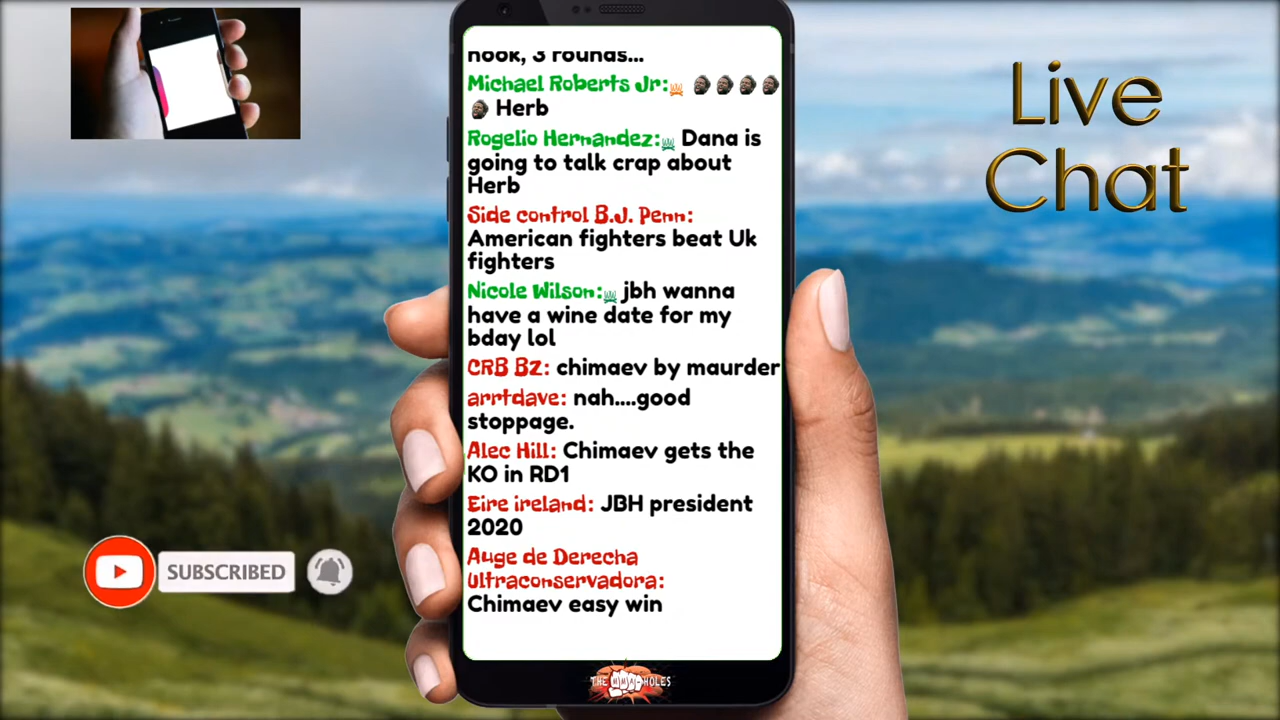 hook, 3 rounds...
Michael Roberts Jr:
Herb
Rogelio Hernandez: Dana is
going to talk crap about
Herb
Side control B.J. Penn:
American fighters beat Uk
fighters
Nicole Wilson: jbh wanna
have a wine date for my
bday lol
CRB Bz: chimaev by maurder
arrtdave: nah....good
stoppage.
Alec Hill: Chimaev gets the
KO in RD1
Eire ireland: JBH president
2020
Auge de Derecha
Ultraconservadora:
Chimaev easy win
THE MMA-HOLES
Live
Chat
SUBSCRIBED